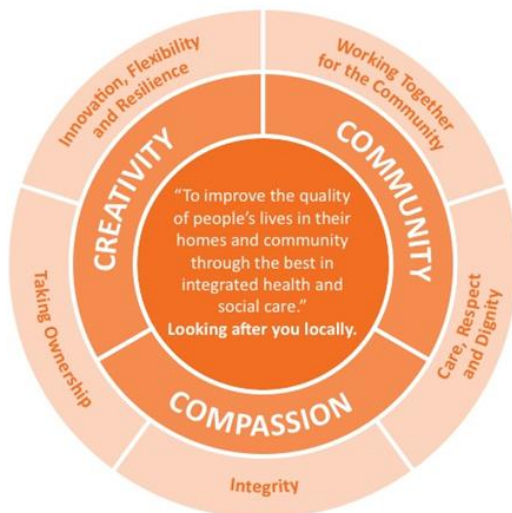 Innovation, Flexibility
and Resilience
Working Together
for the Community
CREATIVITY
COMMUNITY
“To improve the quality
of people’s lives in their
homes and community
through the best in
integrated health and
social care.”
Looking after you locally.
Taking Ownership
Care, Respect
and Dignity
COMPASSION
Integrity